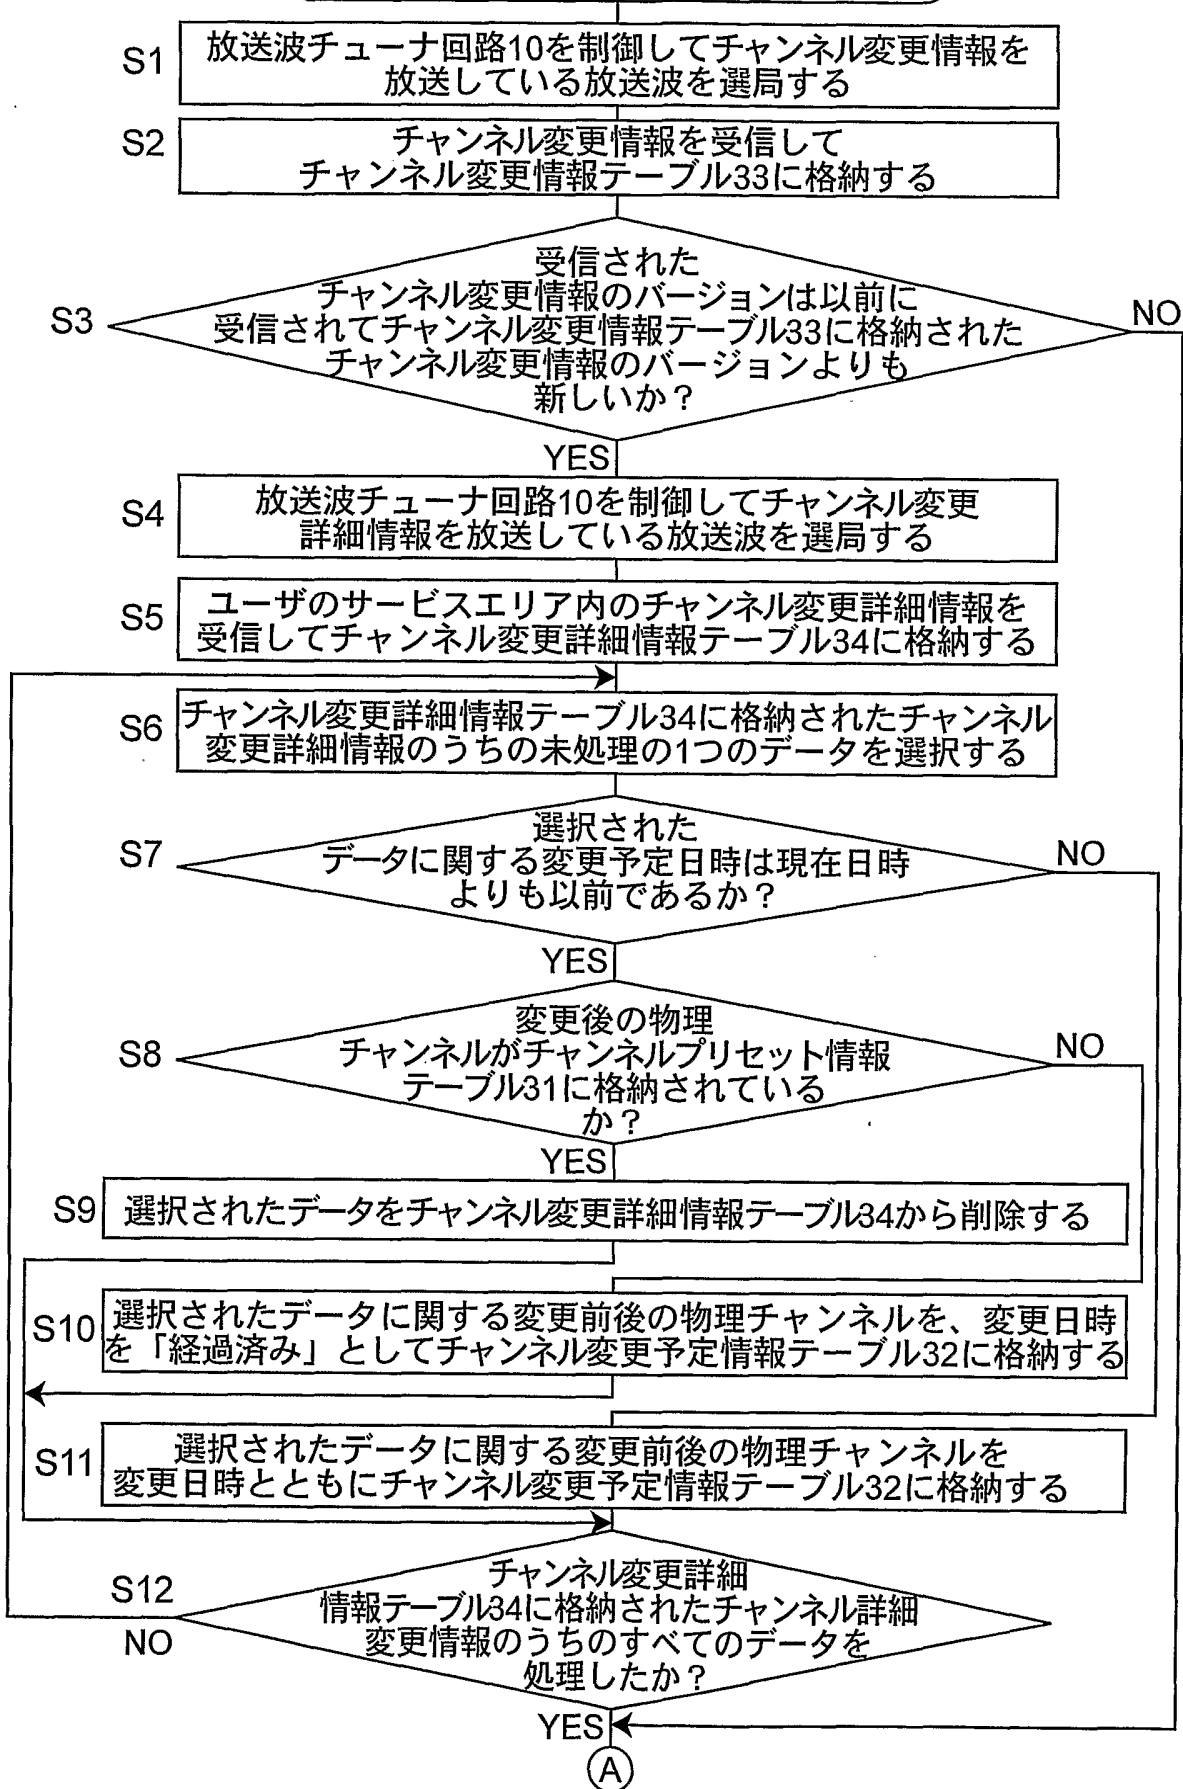 S1
放送波チューナ回路10を制御してチャンネル変更情報を
放送している放送波を選局する
S2
チャンネル変更情報を受信して
チャンネル変更情報テーブル33に格納する
S3
受信された
チャンネル変更情報のバージョンは以前に
受信されてチャンネル変更情報テーブル33に格納された
チャンネル変更情報のバージョンよりも
新しいか？
NO
YES
S4
放送波チューナ回路10を制御してチャンネル変更
詳細情報を放送している放送波を選局する
S5
ユーザのサービスエリア内のチャンネル変更詳細情報を
受信してチャンネル変更詳細情報テーブル34に格納する
S6
チャンネル変更詳細情報テーブル34に格納されたチャンネル
変更詳細情報のうちの未処理の1つのデータを選択する
S7
選択された
データに関する変更予定日時は現在日時
よりも以前であるか？
NO
YES
S8
変更後の物理
チャンネルがチャンネルプリセット情報
テーブル31に格納されている
か？
NO
YES
S9
選択されたデータをチャンネル変更詳細情報テーブル34から削除する
S10
選択されたデータに関する変更前後の物理チャンネルを、変更日時
を「経過済み」としてチャンネル変更予定情報テーブル32に格納する
S11
選択されたデータに関する変更前後の物理チャンネルを
変更日時とともにチャンネル変更予定情報テーブル32に格納する
S12
チャンネル変更詳細
情報テーブル34に格納されたチャンネル詳細
変更情報のうちのすべてのデータを
処理したか？
NO
YES
A